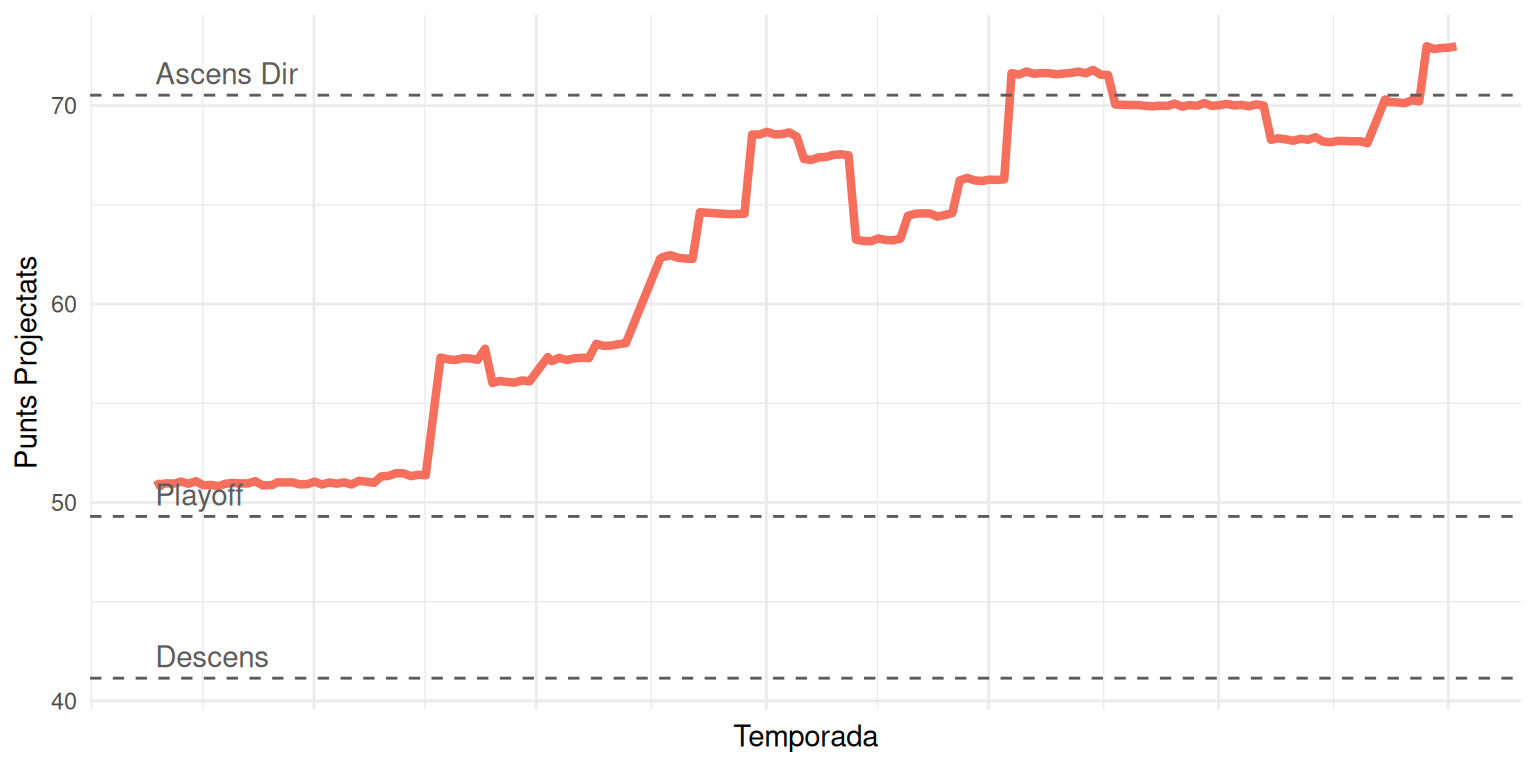 Ascens Dir
70
60
Playoff
50
Descens
40
Punts Projectats
Temporada